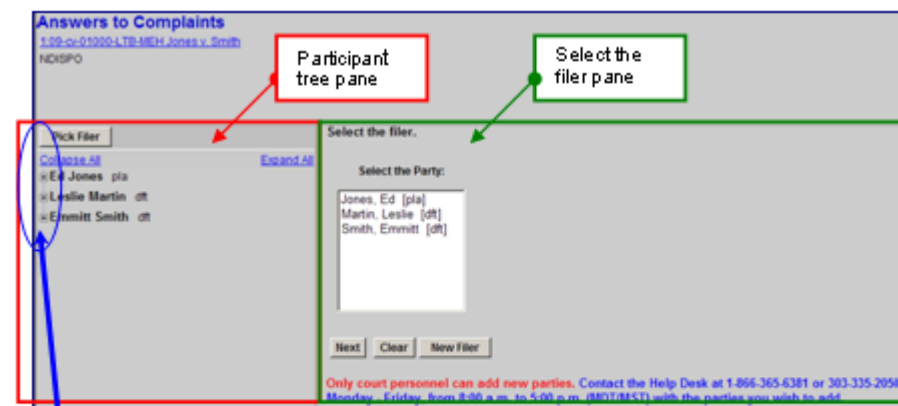 Answers to Complaints
1:09-cv-01000-LTB-MEH Jones v. Smith
NDISPO
Participant
tree pane
Select the
filer pane
Pick Filer
Collapse All Expand All
Ed Jones pla
Leslie Martin dft
Emmitt Smith dft
Select the filer.
Select the Party:
Jones, Ed [pla]
Martin, Leslie [dft]
Smith, Emmitt [dft]
Next Clear New Filer
Only court personnel can add new parties. Contact the Help Desk at 1-866-365-6381 or 303-335-2050
Monday - Friday, from 8:00 a.m. to 5:00 p.m. (MDT/MST) with the parties you wish to add